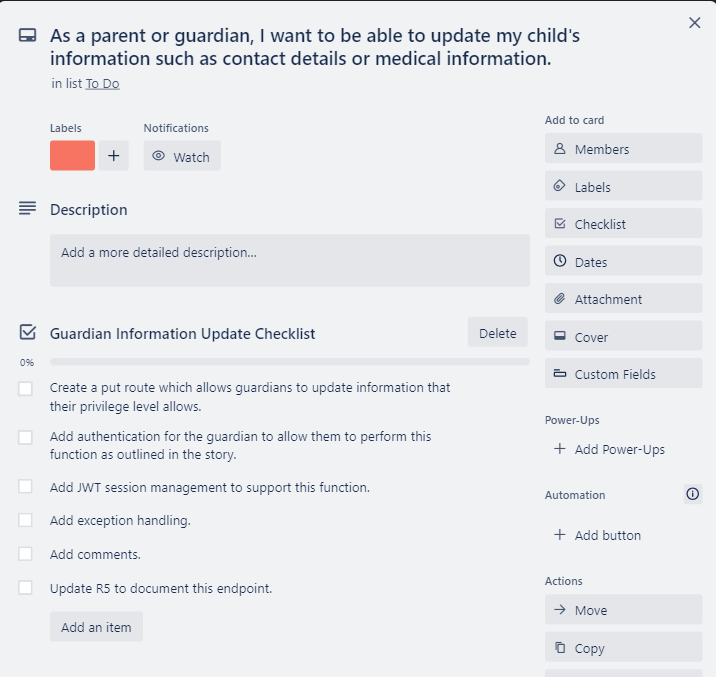 As a parent or guardian, I want to be able to update my child's
information such as contact details or medical information.
in list To Do
Labels
Notifications
Watch
Description
Add a more detailed description...
Guardian Information Update Checklist
Delete
0%
Create a put route which allows guardians to update information that
their privilege level allows.
Add authentication for the guardian to allow them to perform this
function as outlined in the story.
Add JWT session management to support this function.
Add exception handling.
Add comments.
Update R5 to document this endpoint.
Add an item
Add to card
Members
Labels
Checklist
Dates
Attachment
Cover
Custom Fields
Power-Ups
Add Power-Ups
Automation
Add button
Actions
Move
Copy